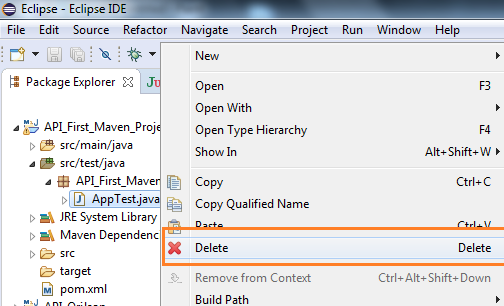 Eclipse - Eclipse IDE
File Edit Source Refactor Navigate Search Project Run Window Help
Package Explorer
API_First_Maven_Proje
src/main/java
src/test/java
API_First_Maven
AppTest.java
JRE System Library
Maven Dependenc
src
target
pom.xml
New
Open F3
Open With
Open Type Hierarchy F4
Show In Alt+Shift+W
Copy Ctrl+C
Copy Qualified Name
Paste Ctrl+V
Delete Delete
Remove from Context Ctrl+Alt+Shift+Down
Build Path